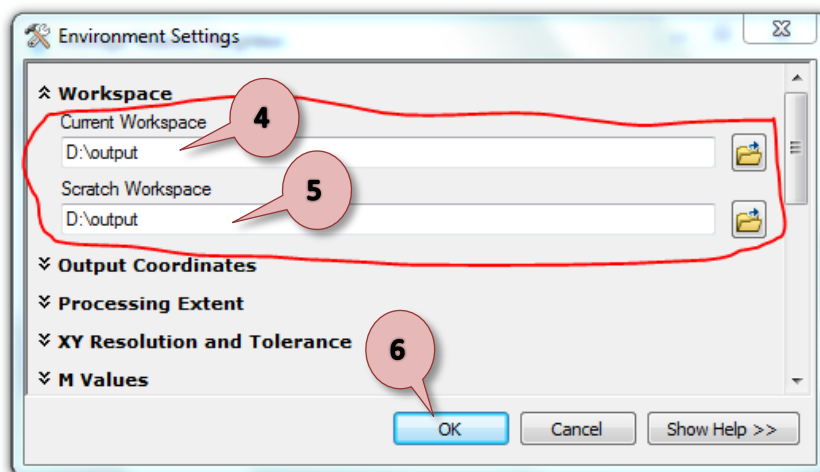 Environment Settings
Workspace
Current Workspace
4
D:\output
Scratch Workspace
5
D:\output
Output Coordinates
Processing Extent
XY Resolution and Tolerance
6
M Values
OK Cancel Show Help >>